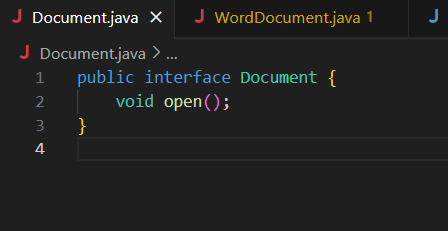 J Document.java × J WordDocument.java 1 J
J Document.java > ...
1 public interface Document {
2     void open();
3 }
4